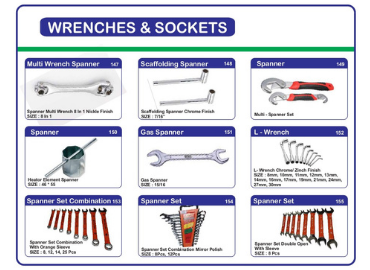 WRENCHES & SOCKETS
Multi Wrench Spanner 147
Spanner Multi Wrench 8 in 1 Nickle Finish
SIZE : 8 in 1
Scaffolding Spanner 148
Scaffolding Spanner Chrome Finish
SIZE : 7/16"
Spanner 149
Multi - Spanner Set
Spanner 150
Heater Element Spanner
SIZE : 46 * 55
Gas Spanner 151
Gas Spanner
SIZE : 15/16
L - Wrench 152
L- Wrench Chrome/ Zinch Finish
SIZE : 8mm, 10mm, 11mm, 12mm, 13mm,
14mm, 16mm, 17mm, 19mm, 21mm, 24mm,
27mm, 30mm
Spanner Set Combination 153
Spanner Set Combination
With Orange Sleeve
SIZE : 8, 12, 14, 25 Pcs
Spanner Set 154
Spanner Set Combination Mirror Polish
SIZE : 8Pcs, 12Pcs
Spanner Set 155
Spanner Set Double Open
With Sleeve
SIZE : 8 Pcs